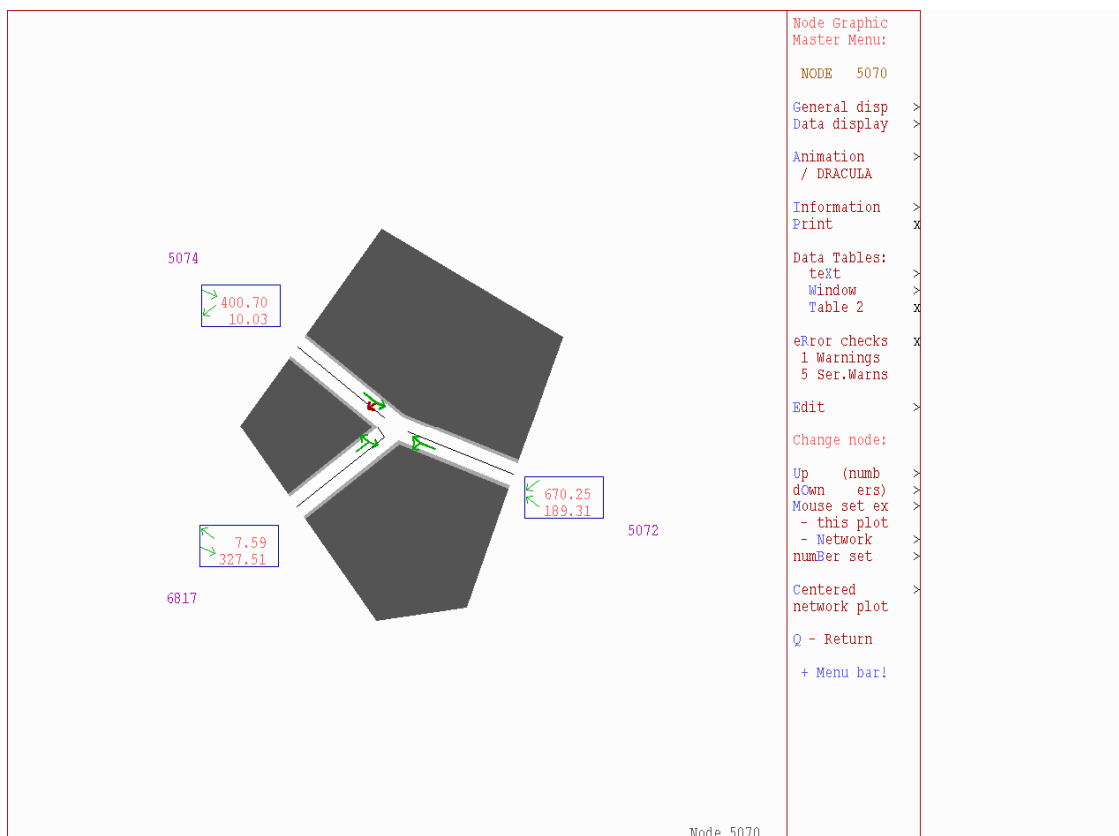 5074
400.70
10.03
670.25
189.31
5072
7.59
327.51
6817
Node 5070
Node Graphic
Master Menu:
NODE 5070
General disp >
Data display >
Animation >
/ DRACULA
Information >
Print x
Data Tables:
teXt >
Window >
Table 2 x
eRror checks x
1 Warnings
5 Ser.Warns
Edit >
Change node:
Up (numb >
dOwn ers) >
Mouse set ex >
- this plot
- Network >
numBer set >
Centered >
network plot
Q - Return
+ Menu bar!